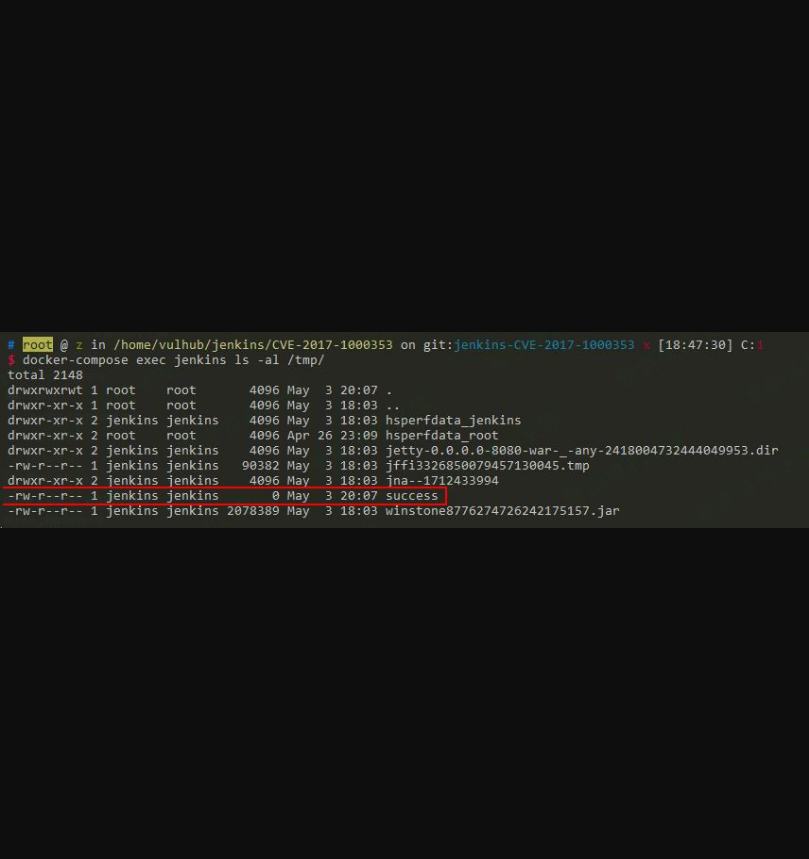 # root @ z in /home/vulhub/jenkins/CVE-2017-1000353 on git:jenkins-CVE-2017-1000353 x [18:47:30] C:1
$ docker-compose exec jenkins ls -al /tmp/
total 2148
drwxrwxrwt 1 root    root       4096 May  3 20:07 .
drwxr-xr-x 1 root    root       4096 May  3 18:03 ..
drwxr-xr-x 2 jenkins jenkins    4096 May  3 18:03 hsperfdata_jenkins
drwxr-xr-x 2 root    root       4096 Apr 26 23:09 hsperfdata_root
drwxr-xr-x 2 jenkins jenkins    4096 May  3 18:03 jetty-0.0.0.0-8080-war-_-any-2418004732444049953.dir
-rw-r--r-- 1 jenkins jenkins   90382 May  3 18:03 jffi3326850079457130045.tmp
drwxr-xr-x 2 jenkins jenkins    4096 May  3 18:03 jna--1712433994
-rw-r--r-- 1 jenkins jenkins       0 May  3 20:07 success
-rw-r--r-- 1 jenkins jenkins 2078389 May  3 18:03 winstone8776274726242175157.jar